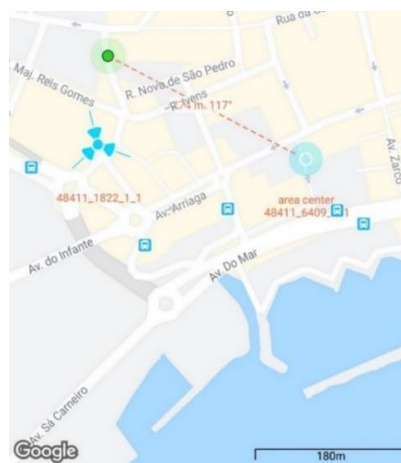 Rua da
R. Nova de São Pedro
Maj. Reis Gomes
R. Ivens
4 m. 117°
Av. Zarco
48411_1822_1_1
area center
48411_6409_
Av. Arriaga
Av. do Infante
Av. Do Mar
Av. Sá Carneiro
Google
180m